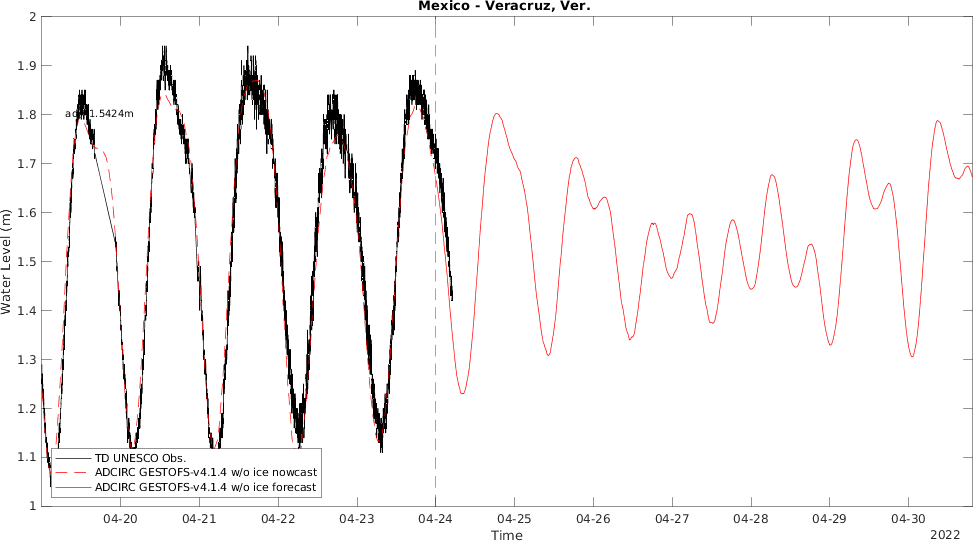 Mexico - Veracruz, Ver.
2
1.9
1.8
1.7
1.6
1.5
1.4
1.3
1.2
1.1
1
Water Level (m)
1.5424m
TD UNESCO Obs.
ADCIRC GESTOFS-v4.1.4 w/o ice nowcast
ADCIRC GESTOFS-v4.1.4 w/o ice forecast
04-20 04-21 04-22 04-23 04-24 04-25 04-26 04-27 04-28 04-29 04-30
Time
2022